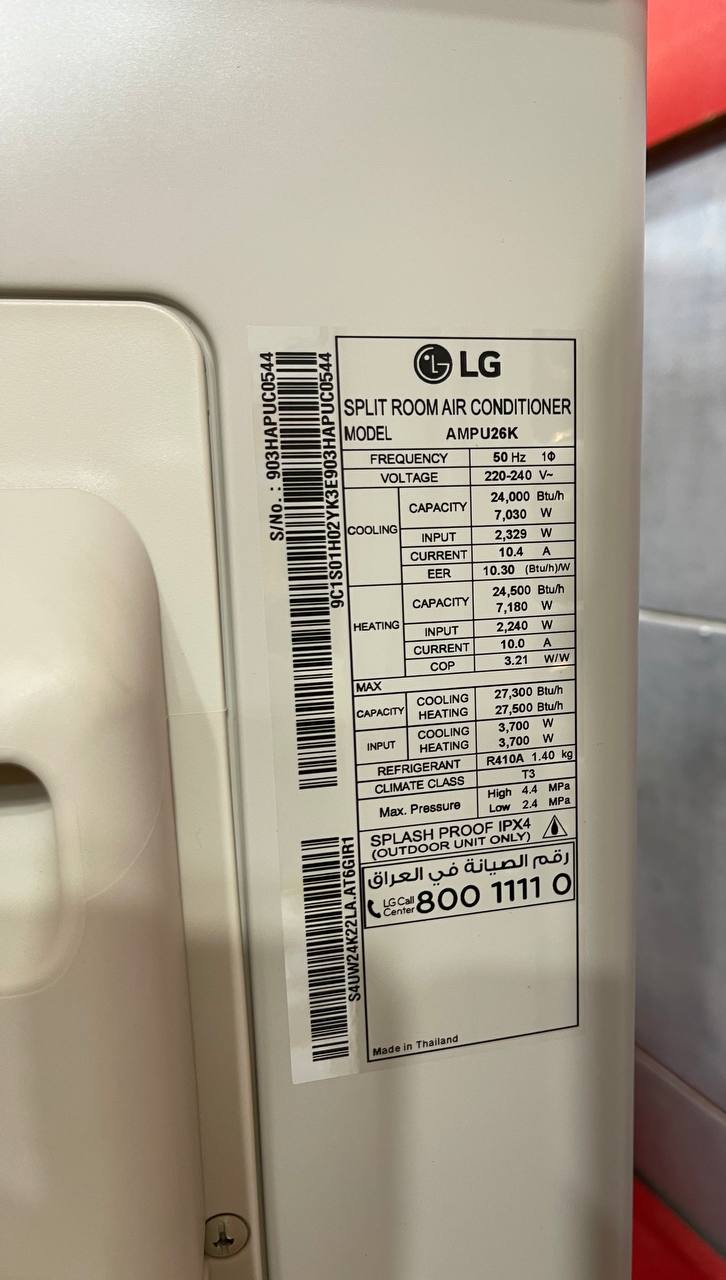 LG
SPLIT ROOM AIR CONDITIONER
MODEL AMPU26K
FREQUENCY 50 Hz 1Φ
VOLTAGE 220-240 V~
COOLING
CAPACITY 24,000 Btu/h
7,030 W
INPUT 2,329 W
CURRENT 10.4 A
EER 10.30 (Btu/h)/W
HEATING
CAPACITY 24,500 Btu/h
7,180 W
INPUT 2,240 W
CURRENT 10.0 A
COP 3.21 W/W
MAX
CAPACITY
COOLING 27,300 Btu/h
HEATING 27,500 Btu/h
INPUT
COOLING 3,700 W
HEATING 3,700 W
REFRIGERANT R410A 1.40 kg
CLIMATE CLASS T3
Max. Pressure
High 4.4 MPa
Low 2.4 MPa
SPLASH PROOF IPX4
(OUTDOOR UNIT ONLY)
رقم الصيانة في العراق
LG Call
Center 800 1111 0
Made in Thailand
S/No. : 903HAPUC0544
9C1S01H02YK3E903HAPUC0544
S4UW24K22LA.AT6GIR1